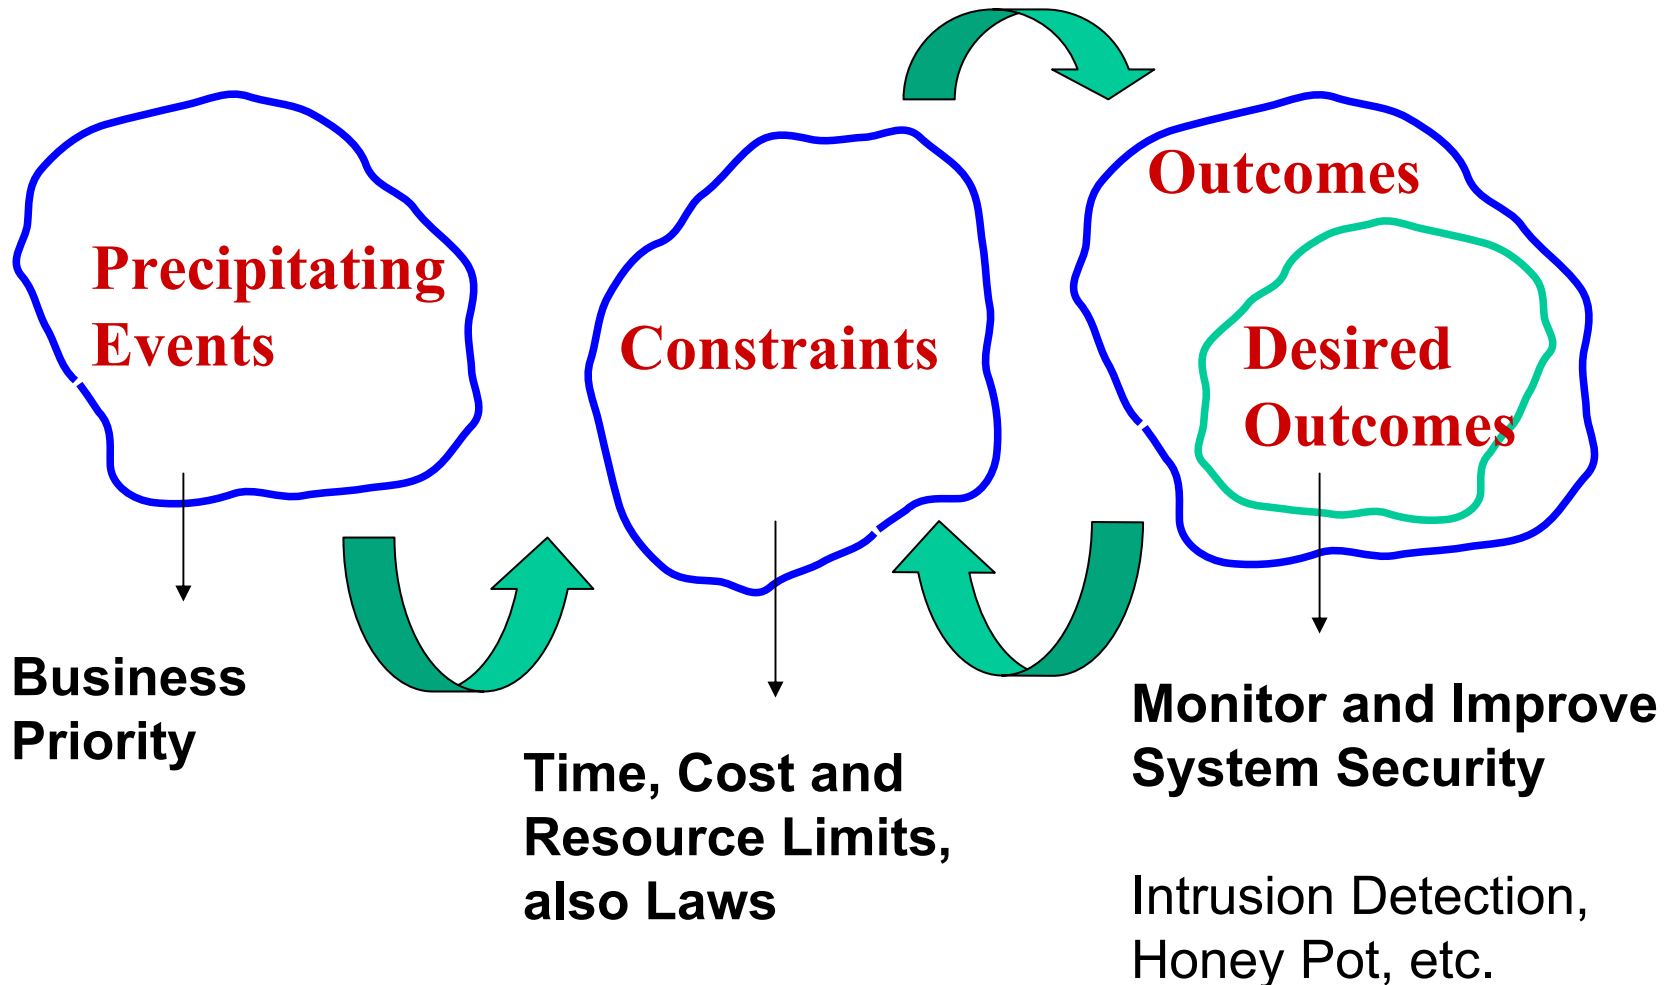 Precipitating
Events
Constraints
Outcomes
Desired
Outcomes
Business
Priority
Time, Cost and
Resource Limits,
also Laws
Monitor and Improve
System Security
Intrusion Detection,
Honey Pot, etc.